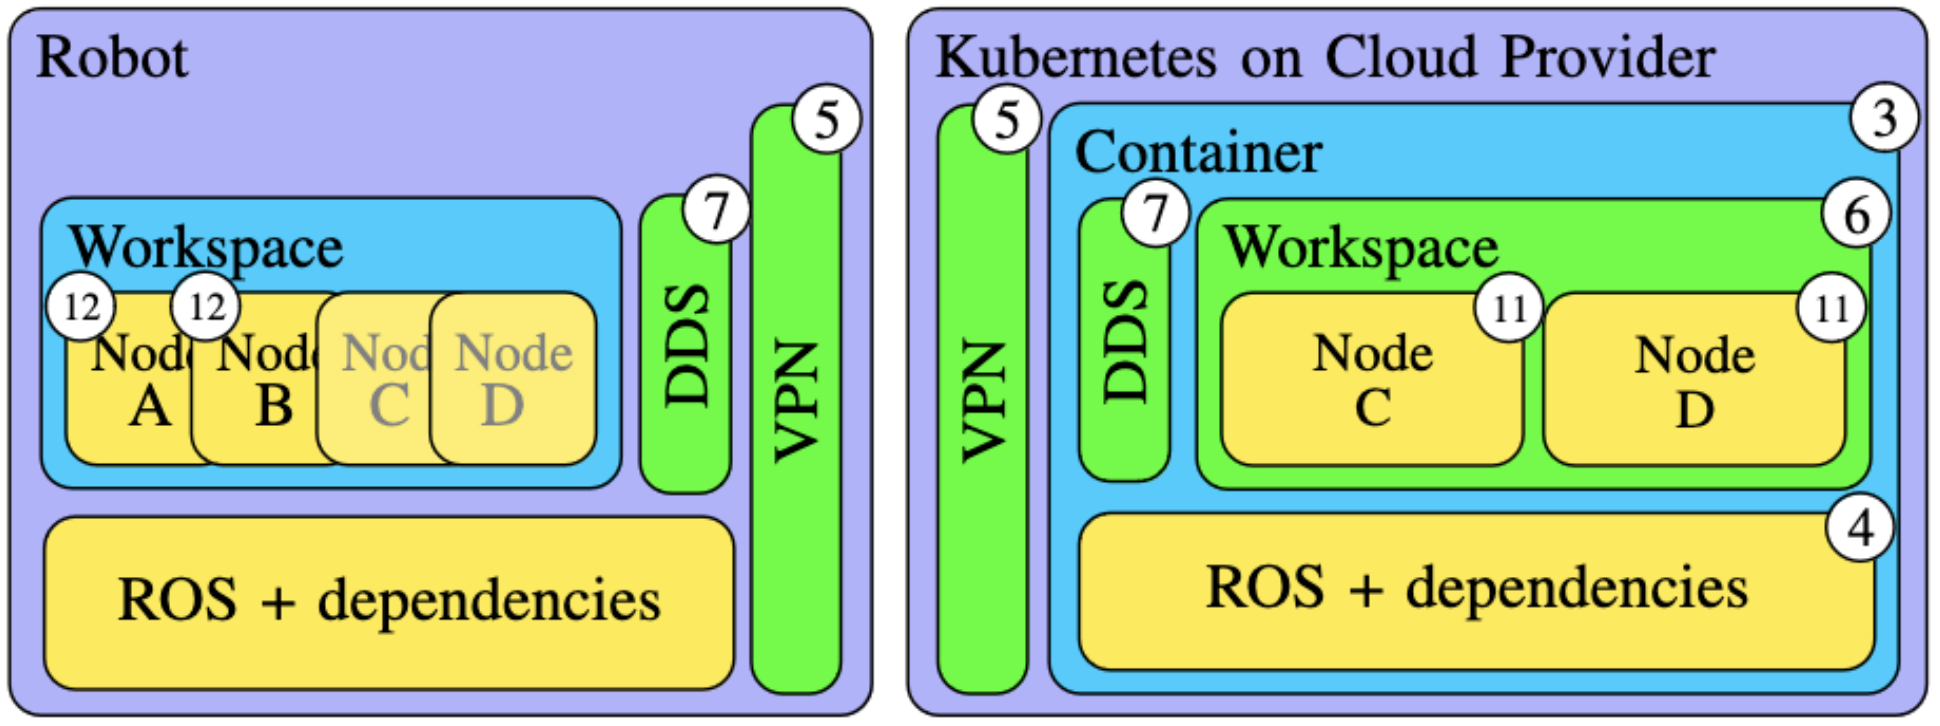 Robot
5
7
Workspace
12
12
Node
A
Node
B
Node
C
Node
D
DDS
VPN
ROS + dependencies
Kubernetes on Cloud Provider
5
3
Container
7
6
Workspace
11
11
Node
C
Node
D
DDS
VPN
4
ROS + dependencies